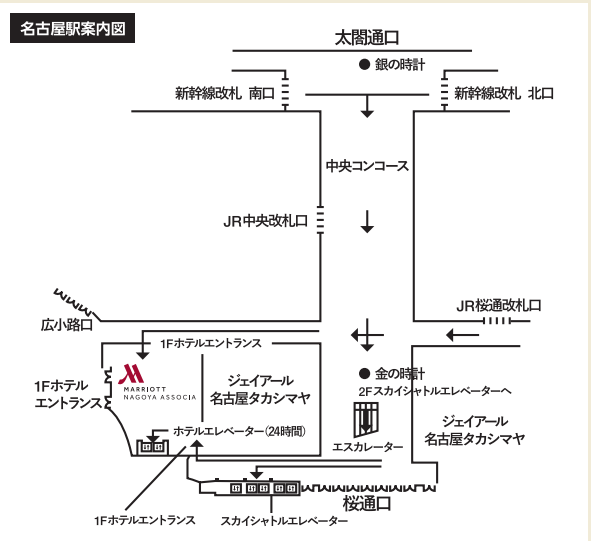 名古屋駅案内図
太閤通口
銀の時計
新幹線改札 南口
新幹線改札 北口
中央コンコース
JR中央改札口
JR桜通改札口
広小路口
1Fホテルエントランス
金の時計
2Fスカイシャトルエレベーターへ
1Fホテル
エントランス
MARRIOTT
NAGOYA ASSOCIA
ジェイアール
名古屋タカシマヤ
ホテルエレベーター(24時間)
エスカレーター
ジェイアール
名古屋タカシマヤ
桜通口
1Fホテルエントランス
スカイシャトルエレベーター